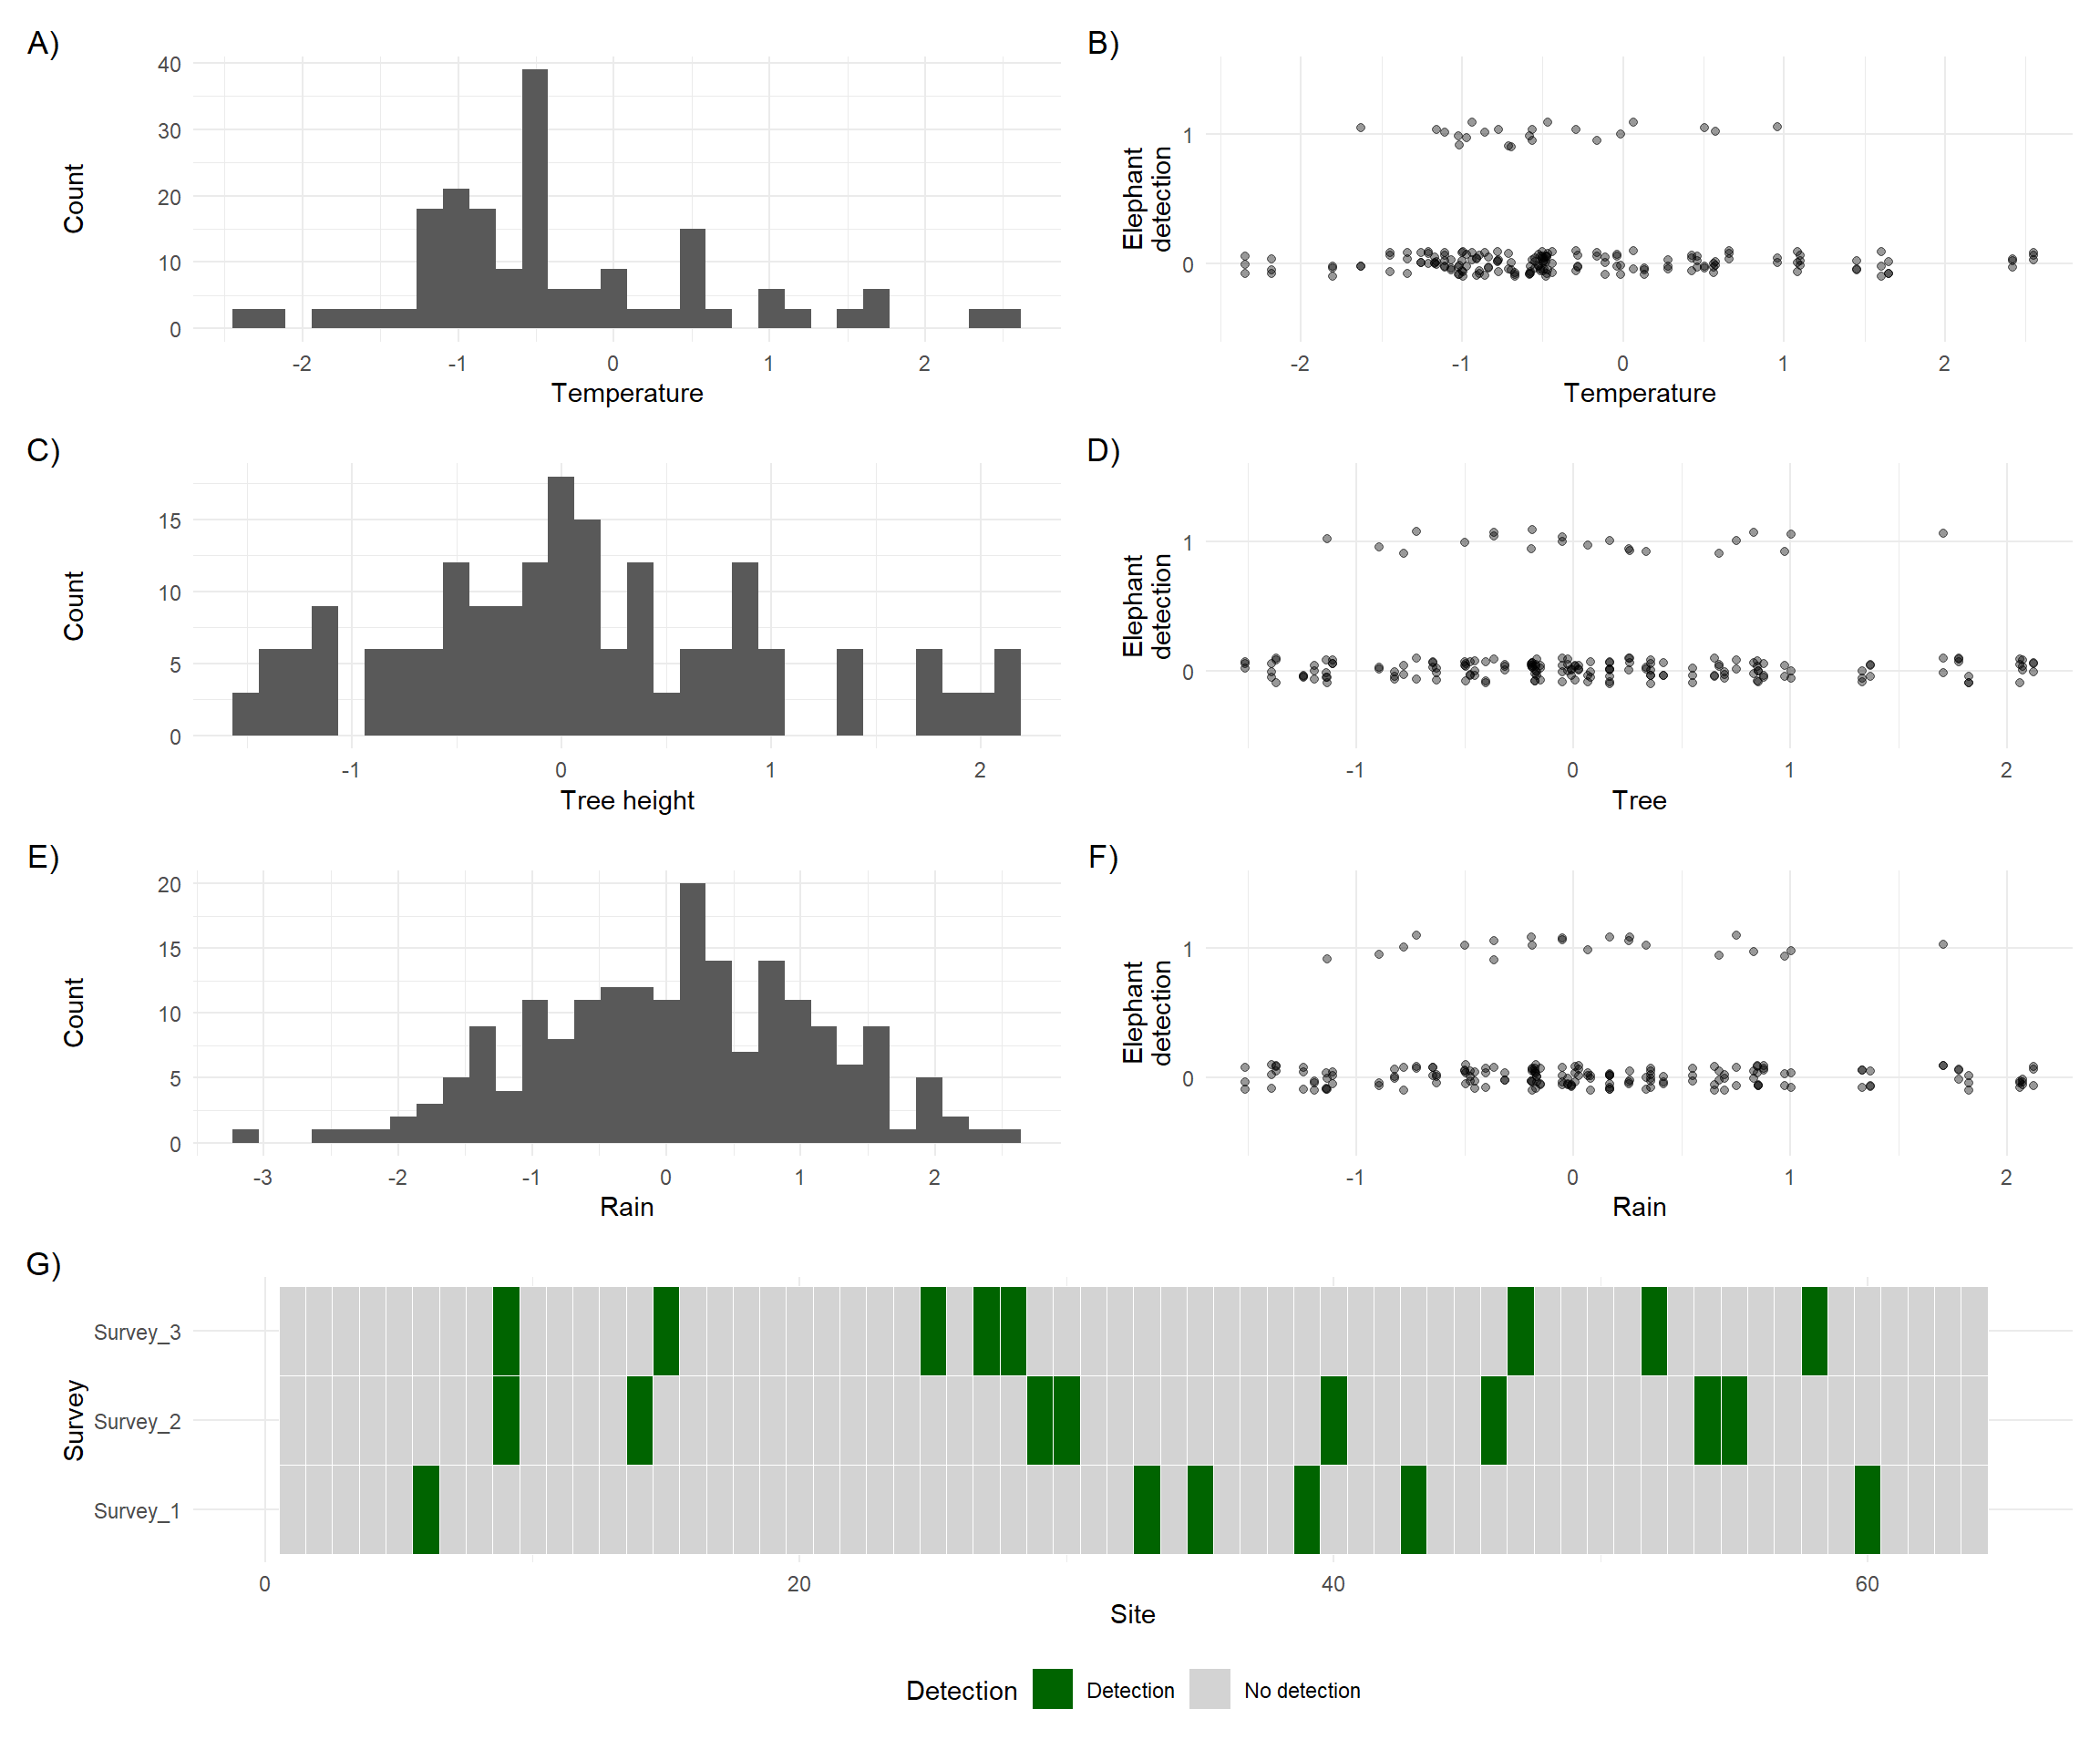 A)
40
30
20
10
0
Count
-2
-1
0
1
2
Temperature
B)
1
0
Elephant
detection
-2
-1
0
1
2
Temperature
C)
15
10
5
0
Count
-1
0
1
2
Tree height
D)
1
0
Elephant
detection
-1
0
1
2
Tree
E)
20
15
10
5
0
Count
-3
-2
-1
0
1
2
Rain
F)
1
0
Elephant
detection
-1
0
1
2
Rain
G)
Survey_3
Survey_2
Survey_1
Survey
0
20
40
60
Site
Detection
Detection
No detection